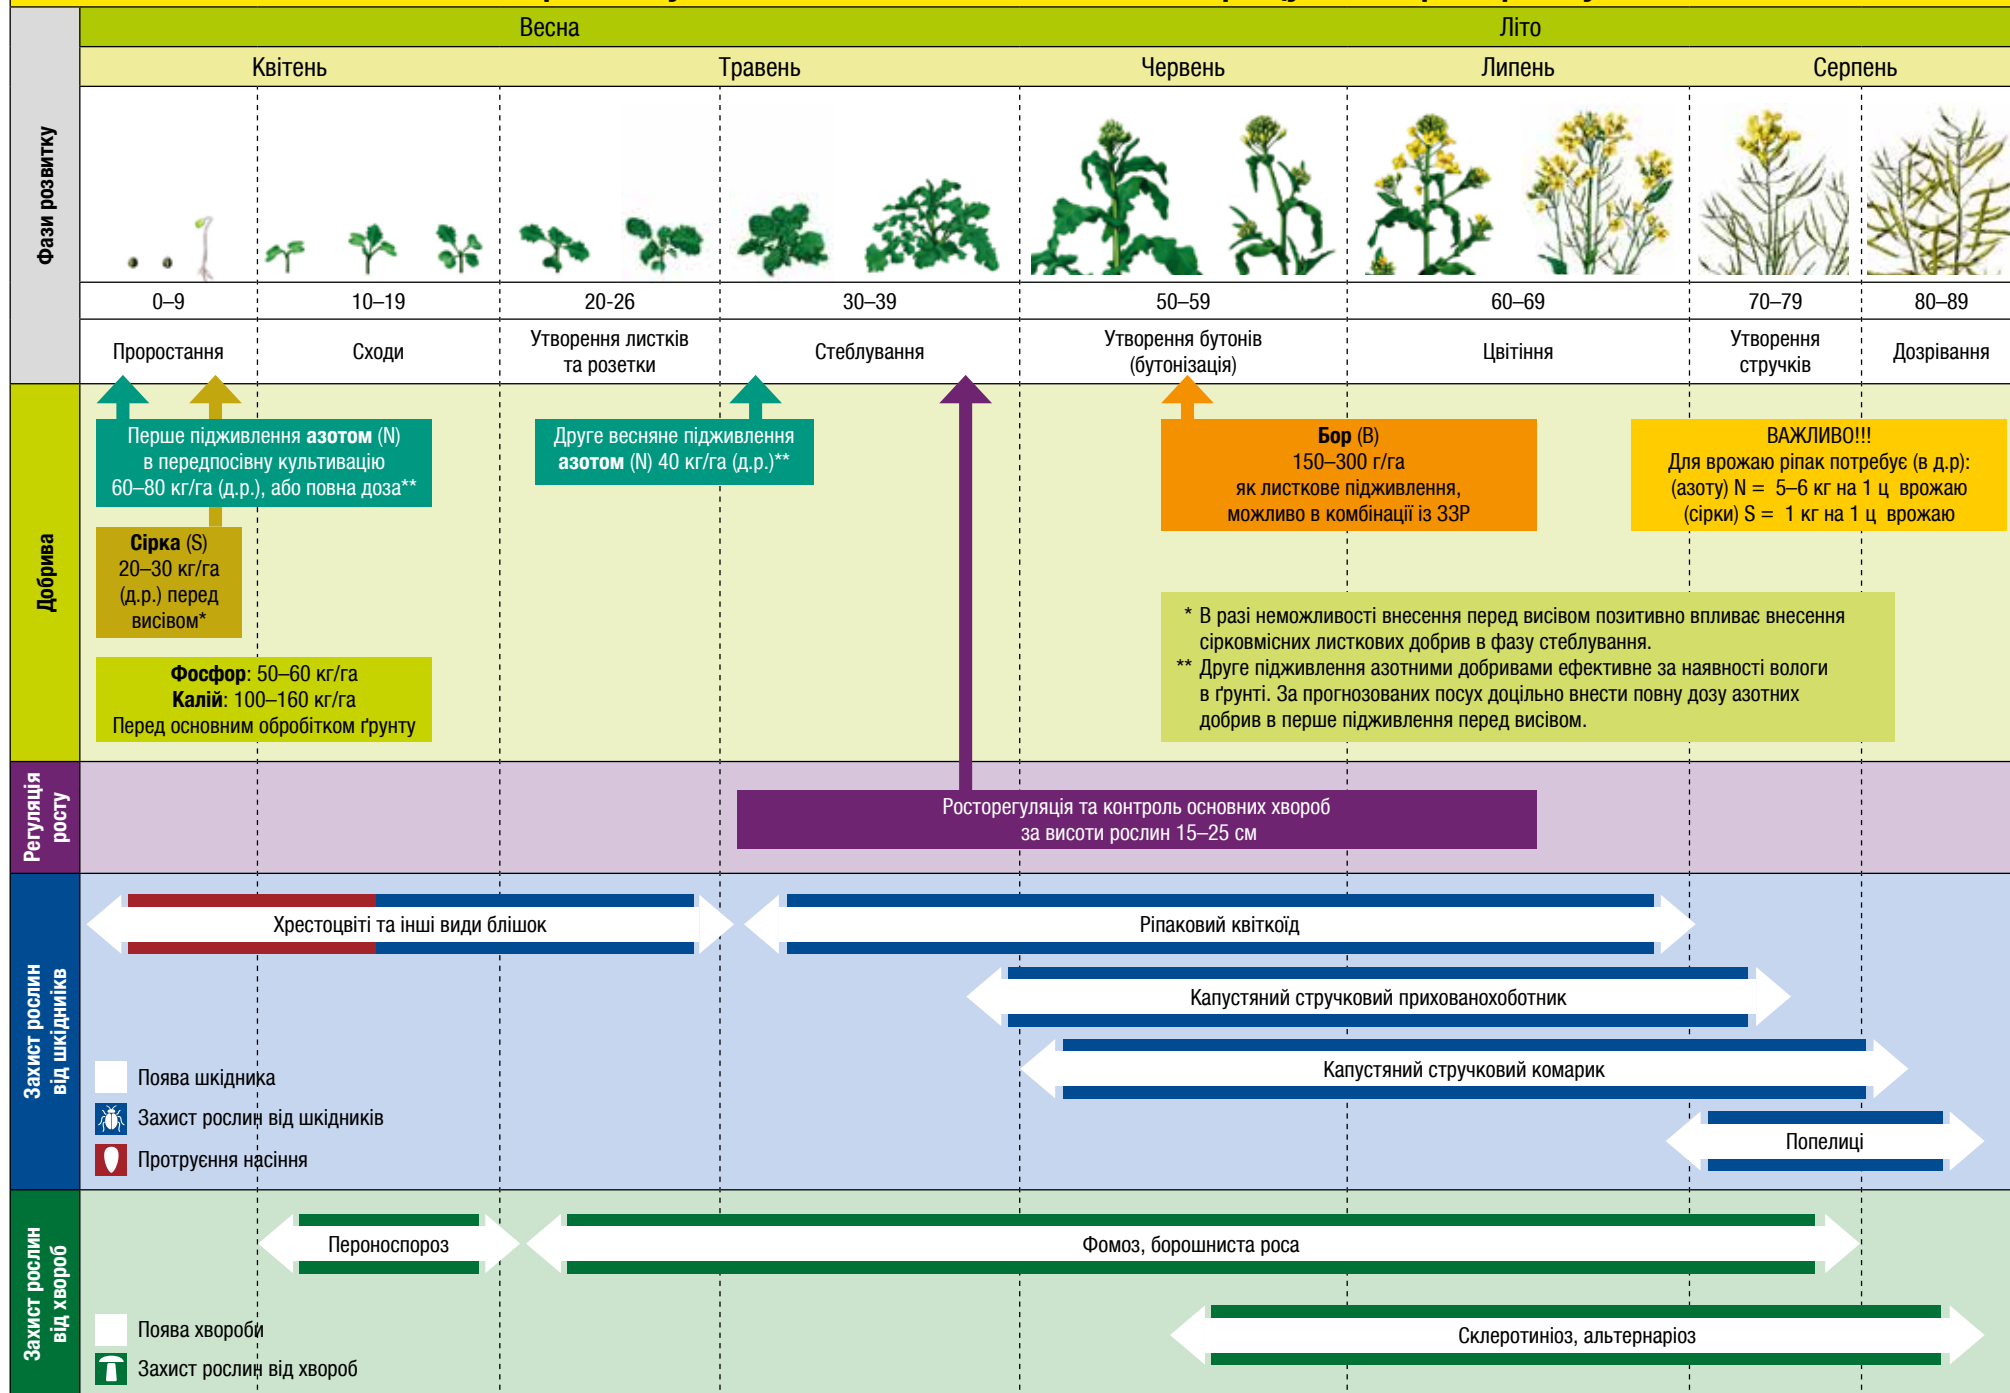 Весна
Літо
Квітень
Травень
Червень
Липень
Серпень
Фази розвитку
0–9
10–19
20-26
30–39
50–59
60–69
70–79
80–89
Проростання
Сходи
Утворення листків
та розетки
Стеблування
Утворення бутонів
(бутонізація)
Цвітіння
Утворення
стручків
Дозрівання
Добрива
Перше підживлення азотом (N)
в передпосівну культивацію
60–80 кг/га (д.р.), або повна доза**
Друге весняне підживлення
азотом (N) 40 кг/га (д.р.)**
Бор (B)
150–300 г/га
як листкове підживлення,
можливо в комбінації із ЗЗР
ВАЖЛИВО!!!
Для врожаю ріпак потребує (в д.р):
(азоту) N = 5–6 кг на 1 ц врожаю
(сірки) S = 1 кг на 1 ц врожаю
Сірка (S)
20–30 кг/га
(д.р.) перед
висівом*
Фосфор: 50–60 кг/га
Калій: 100–160 кг/га
Перед основним обробітком ґрунту
* В разі неможливості внесення перед висівом позитивно впливає внесення
сірковмісних листкових добрив в фазу стеблування.
** Друге підживлення азотними добривами ефективне за наявності вологи
в ґрунті. За прогнозованих посух доцільно внести повну дозу азотних
добрив в перше підживлення перед висівом.
Регуляція
росту
Росторегуляція та контроль основних хвороб
за висоти рослин 15–25 см
Захист рослин
від шкідниікв
Хрестоцвіті та інші види блішок
Ріпаковий квіткоїд
Капустяний стручковий прихованохоботник
Капустяний стручковий комарик
Попелиці
Поява шкідника
Захист рослин від шкідників
Протруєння насіння
Захист рослин
від хвороб
Пероноспороз
Фомоз, борошниста роса
Склеротиніоз, альтернаріоз
Поява хвороби
Захист рослин від хвороб